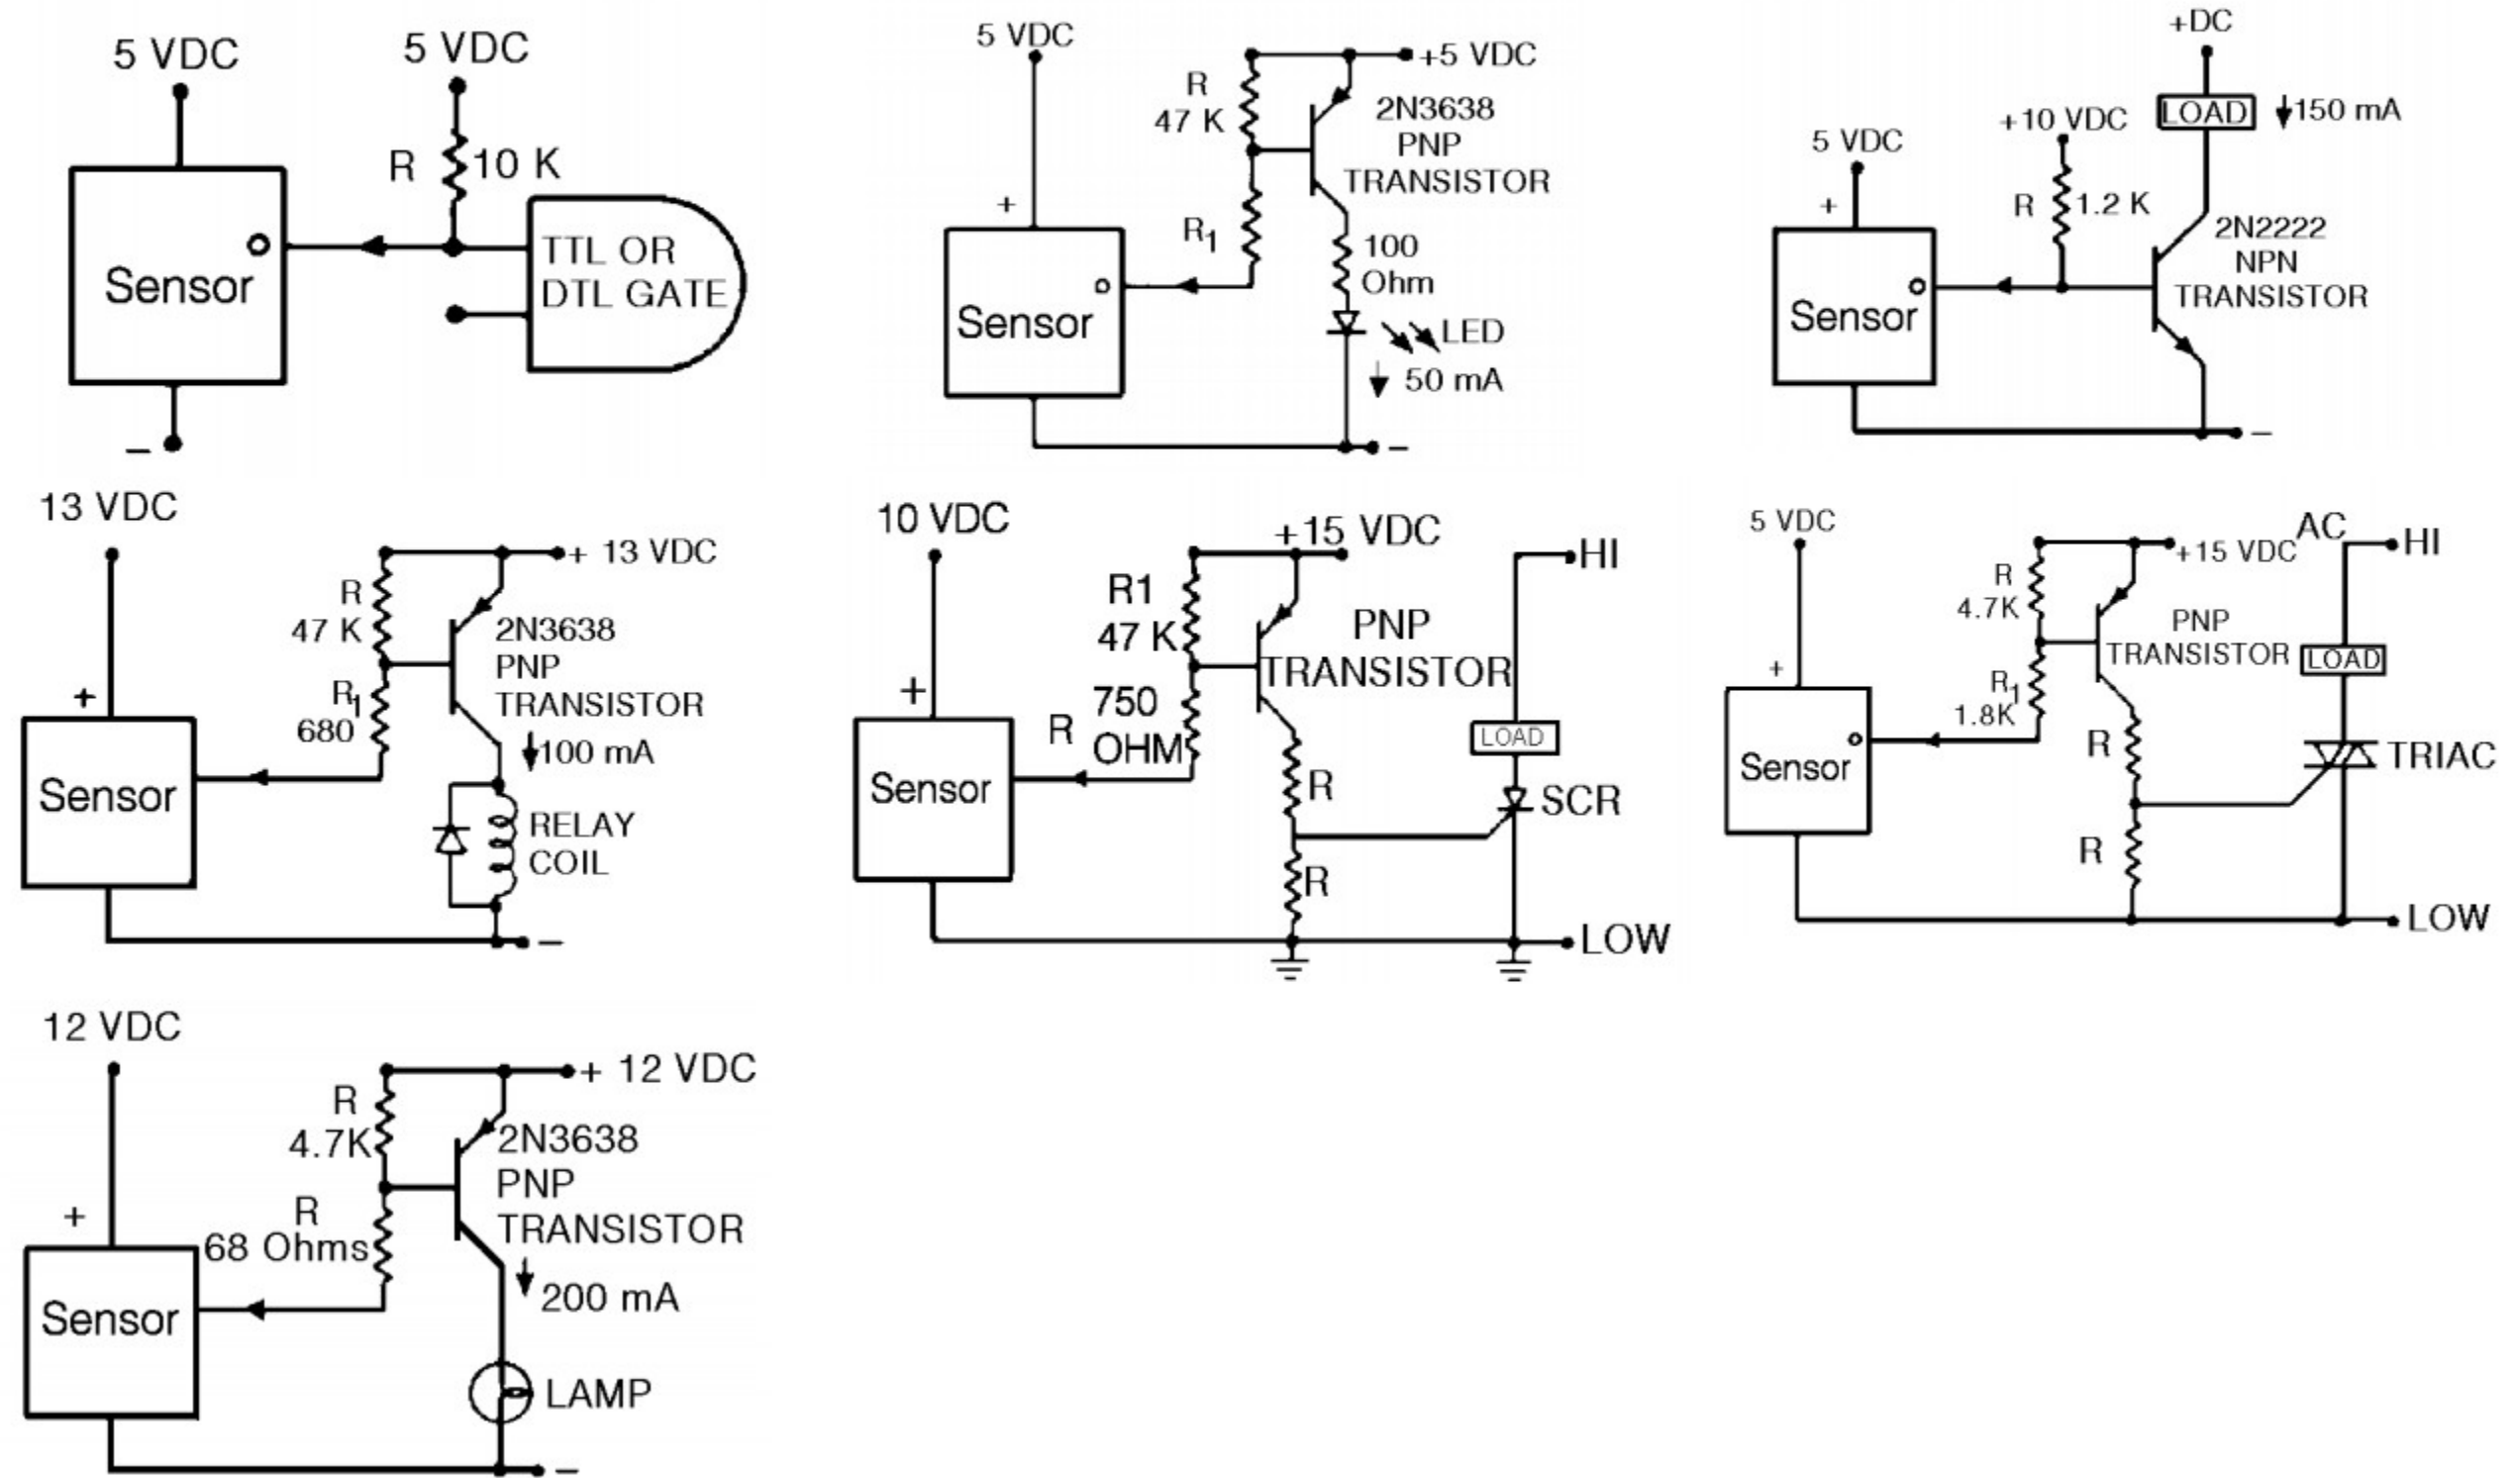 5 VDC
5 VDC
R
10 K
Sensor
TTL OR
DTL GATE
−
5 VDC
+5 VDC
R
47 K
2N3638
PNP
TRANSISTOR
+
R1
100
Ohm
Sensor
LED
50 mA
−
+DC
LOAD
150 mA
+10 VDC
5 VDC
+
R
1.2 K
2N2222
NPN
TRANSISTOR
Sensor
−
13 VDC
+ 13 VDC
R
47 K
2N3638
PNP
TRANSISTOR
+
R1
680
100 mA
Sensor
RELAY
COIL
−
10 VDC
+15 VDC
HI
R1
47 K
PNP
TRANSISTOR
+
750
OHM
R
LOAD
Sensor
R
SCR
R
LOW
5 VDC
AC
HI
+15 VDC
R
4.7K
PNP
TRANSISTOR
LOAD
+
R1
1.8K
R
TRIAC
Sensor
R
LOW
12 VDC
+ 12 VDC
R
4.7K
2N3638
PNP
TRANSISTOR
+
R
68 Ohms
200 mA
Sensor
LAMP
−